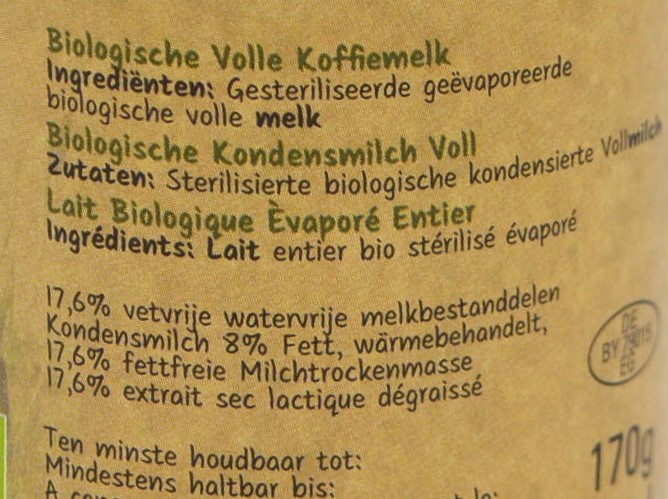 Biologische Volle Koffiemelk
Ingrediënten: Gesteriliseerde geëvaporeerde
biologische volle melk
Biologische Kondensmilch Voll
Zutaten: Sterilisierte biologische kondensierte Vollmilch
Lait Biologique Èvaporé Entier
Ingrédients: Lait entier bio stérilisé évaporé
17,6% vetvrije watervrije melkbestanddelen
Kondensmilch 8% Fett, wärmebehandelt,
17,6% fettfreie Milchtrockenmasse
17,6% extrait sec lactique dégraissé
DE
BY
EG
170g
Ten minste houdbaar tot:
Mindestens haltbar bis: